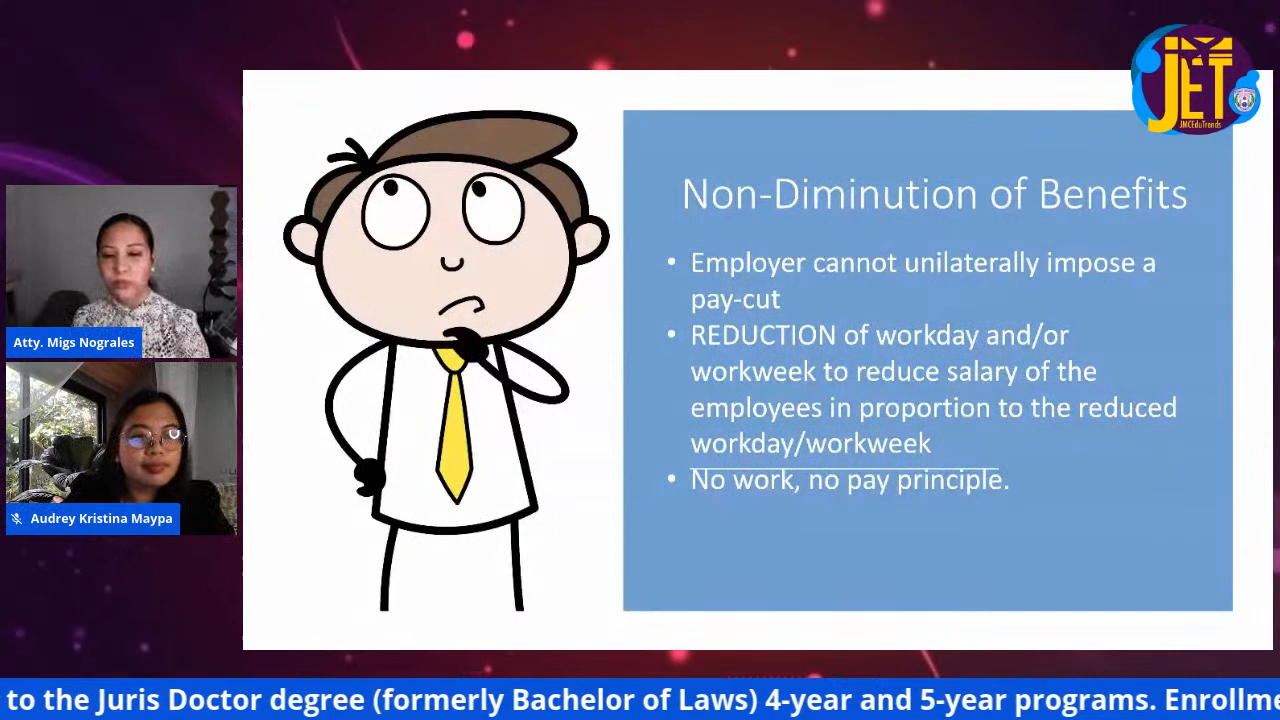 JET
JMCEduTrends
Non-Diminution of Benefits
• Employer cannot unilaterally impose a
pay-cut
• REDUCTION of workday and/or
workweek to reduce salary of the
employees in proportion to the reduced
workday/workweek
• No work, no pay principle.
Atty. Migs Nograles
Audrey Kristina Maypa
to the Juris Doctor degree (formerly Bachelor of Laws) 4-year and 5-year programs. Enrollme